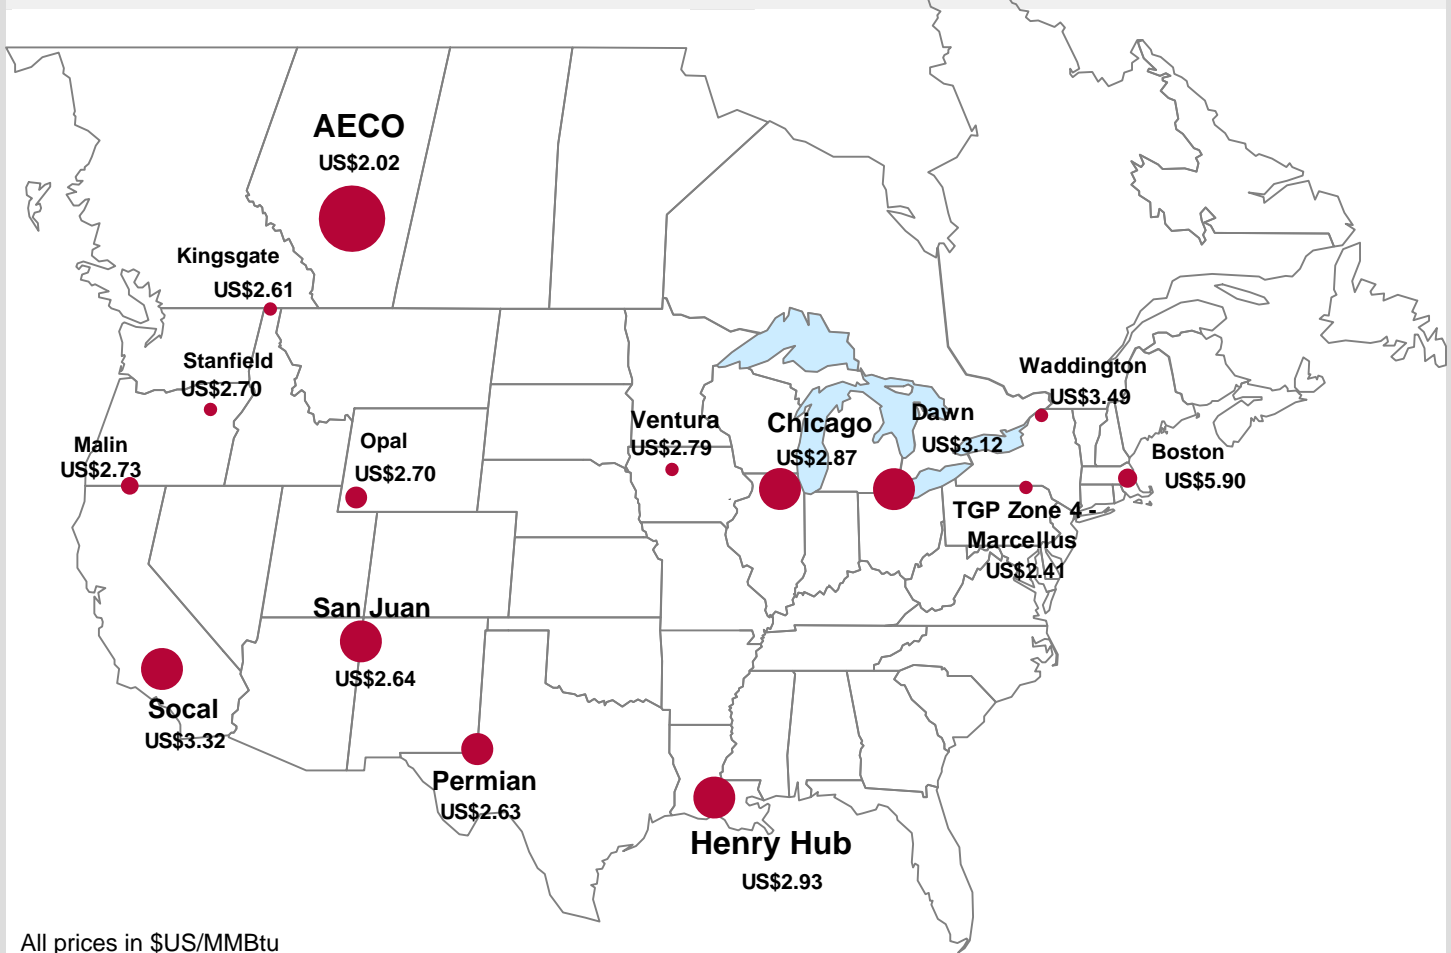 AECO
US$2.02
Kingsgate
US$2.61
Stanfield
US$2.70
Malin
US$2.73
Opal
US$2.70
Ventura
US$2.79
Chicago
US$2.87
Dawn
US$3.12
Waddington
US$3.49
Boston
US$5.90
TGP Zone 4 -
Marcellus
US$2.41
San Juan
US$2.64
Socal
US$3.32
Permian
US$2.63
Henry Hub
US$2.93
All prices in $US/MMBtu